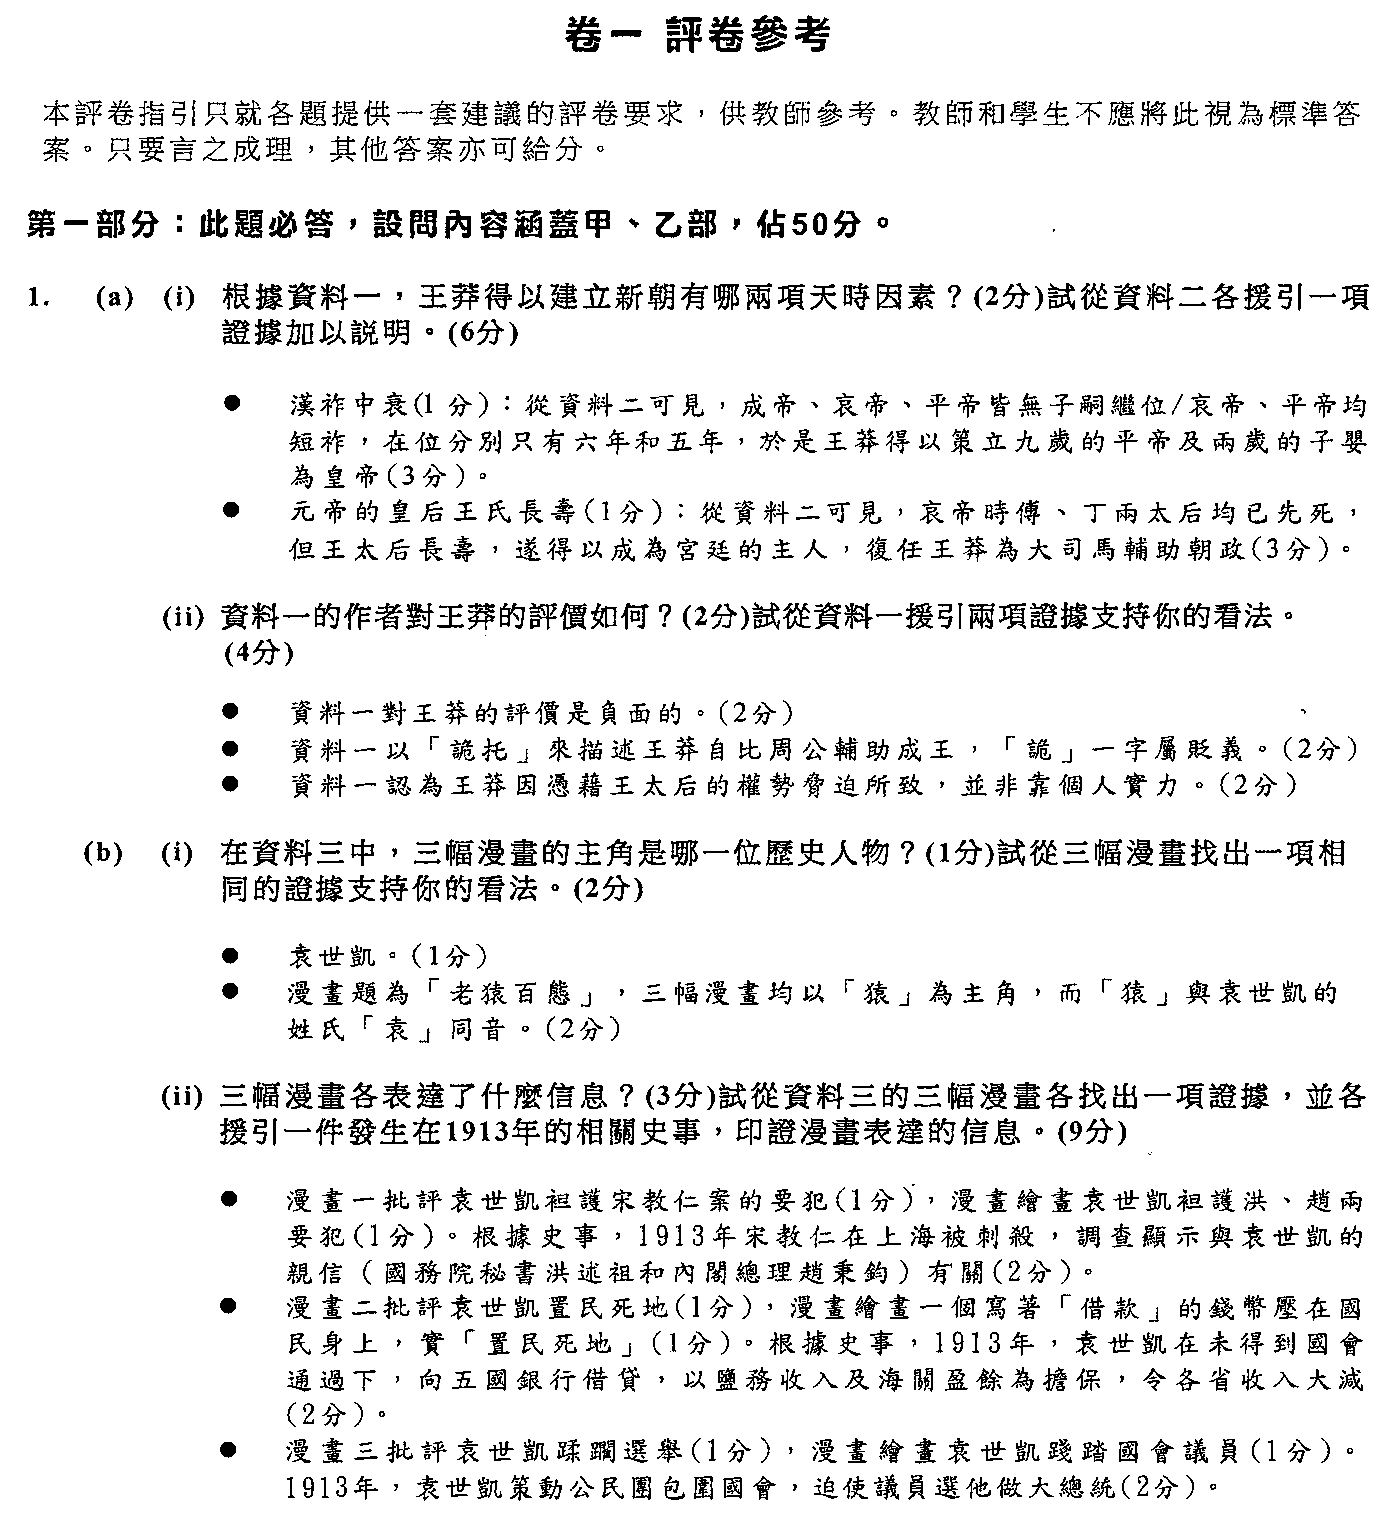 卷一 評卷參考
本評卷指引只就各題提供一套建議的評卷要求，供教師參考。教師和學生不應將此視為標準答
案。只要言之成理，其他答案亦可給分。
第一部分：此題必答，設問內容涵蓋甲、乙部，佔50分。
1. (a) (i) 根據資料一，王莽得以建立新朝有哪兩項天時因素？(2分)試從資料二各援引一項
證據加以說明。(6分)
● 漢祚中衰(1 分)：從資料二可見，成帝、哀帝、平帝皆無子嗣繼位/哀帝、平帝均
短祚，在位分別只有六年和五年，於是王莽得以策立九歲的平帝及兩歲的子嬰
為皇帝(3分)。
● 元帝的皇后王氏長壽(1分)：從資料二可見，哀帝時傅、丁兩太后均已先死，
但王太后長壽，遂得以成為宮廷的主人，復任王莽為大司馬輔助朝政(3分)。
(ii) 資料一的作者對王莽的評價如何？(2分)試從資料一援引兩項證據支持你的看法。
(4分)
● 資料一對王莽的評價是負面的。(2分)
● 資料一以「詭托」來描述王莽自比周公輔助成王，「詭」一字屬貶義。(2分)
● 資料一認為王莽因憑藉王太后的權勢脅迫所致，並非靠個人實力。(2分)
(b) (i) 在資料三中，三幅漫畫的主角是哪一位歷史人物？(1分)試從三幅漫畫找出一項相
同的證據支持你的看法。(2分)
● 袁世凱。(1分)
● 漫畫題為「老猿百態」，三幅漫畫均以「猿」為主角，而「猿」與袁世凱的
姓氏「袁」同音。(2分)
(ii) 三幅漫畫各表達了什麼信息？(3分)試從資料三的三幅漫畫各找出一項證據，並各
援引一件發生在1913年的相關史事，印證漫畫表達的信息。(9分)
● 漫畫一批評袁世凱袒護宋教仁案的要犯(1分)，漫畫繪畫袁世凱袒護洪、趙兩
要犯(1分)。根據史事，1913年宋教仁在上海被刺殺，調查顯示與袁世凱的
親信（國務院秘書洪述祖和內閣總理趙秉鈞）有關(2分)。
● 漫畫二批評袁世凱置民死地(1分)，漫畫繪畫一個寫著「借款」的錢幣壓在國
民身上，實「置民死地」(1分)。根據史事，1913年，袁世凱在未得到國會
通過下，向五國銀行借貸，以鹽務收入及海關盈餘為擔保，令各省收入大減
(2分)。
● 漫畫三批評袁世凱蹂躪選舉(1分)，漫畫繪畫袁世凱踐踏國會議員(1分)。
1913年，袁世凱策動公民團包圍國會，迫使議員選他做大總統(2分)。